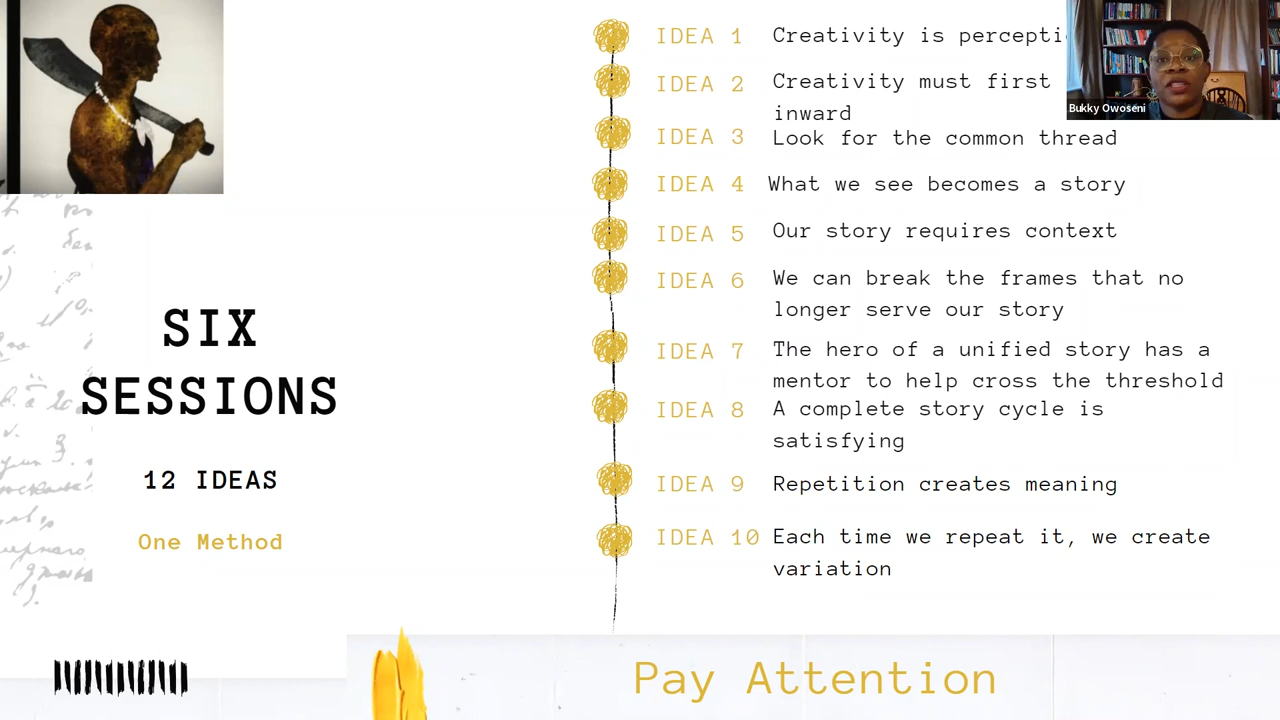 IDEA 1 Creativity is
Bukky Owoseni
IDEA 2 Creativity must first
inward
IDEA 3 Look for the common thread
IDEA 4 What we see becomes a story
IDEA 5 Our story requires context
IDEA 6 We can break the frames that no
longer serve our story
IDEA 7 The hero of a unified story has a
mentor to help cross the threshold
IDEA 8 A complete story cycle is
satisfying
IDEA 9 Repetition creates meaning
IDEA 10 Each time we repeat it, we create
variation
SIX
SESSIONS
12 IDEAS
One Method
Pay Attention